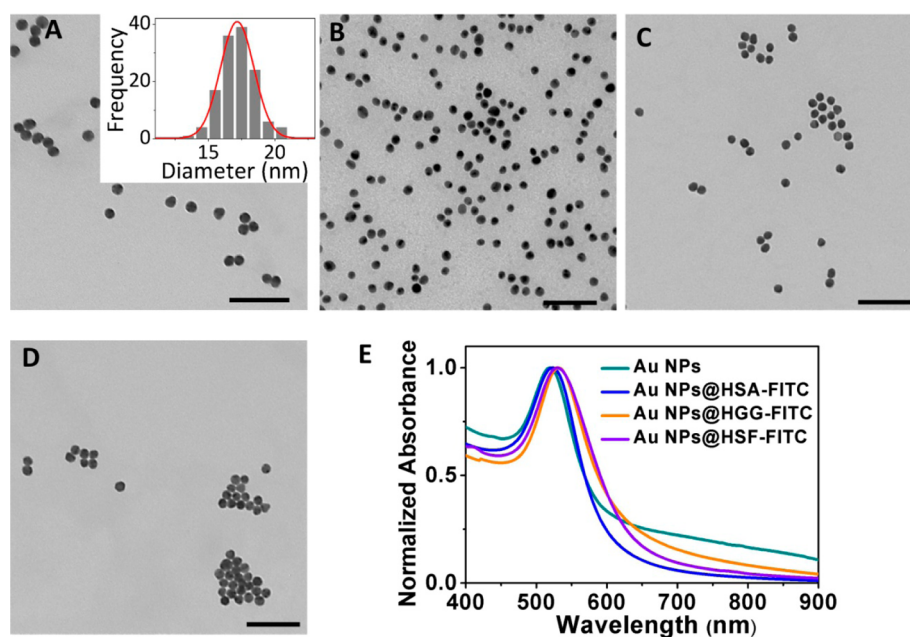 A
40
20
0
Frequency
15
20
Diameter (nm)
B
C
D
E
1.0
0.5
0.0
Normalized Absorbance
Au NPs
Au NPs@HSA-FITC
Au NPs@HGG-FITC
Au NPs@HSF-FITC
400
500
600
700
800
900
Wavelength (nm)